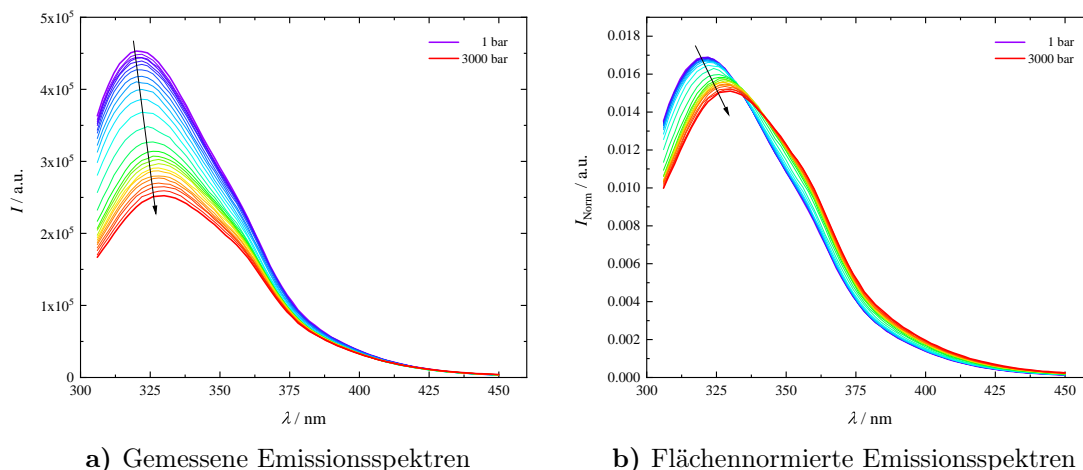 5x10⁵
4x10⁵
3x10⁵
2x10⁵
1x10⁵
0
I / a.u.
300 325 350 375 400 425 450
λ / nm
1 bar
3000 bar
a) Gemessene Emissionsspektren
0.018
0.016
0.014
0.012
0.010
0.008
0.006
0.004
0.002
0.000
I_Norm / a.u.
300 325 350 375 400 425 450
λ / nm
1 bar
3000 bar
b) Flächennormierte Emissionsspektren